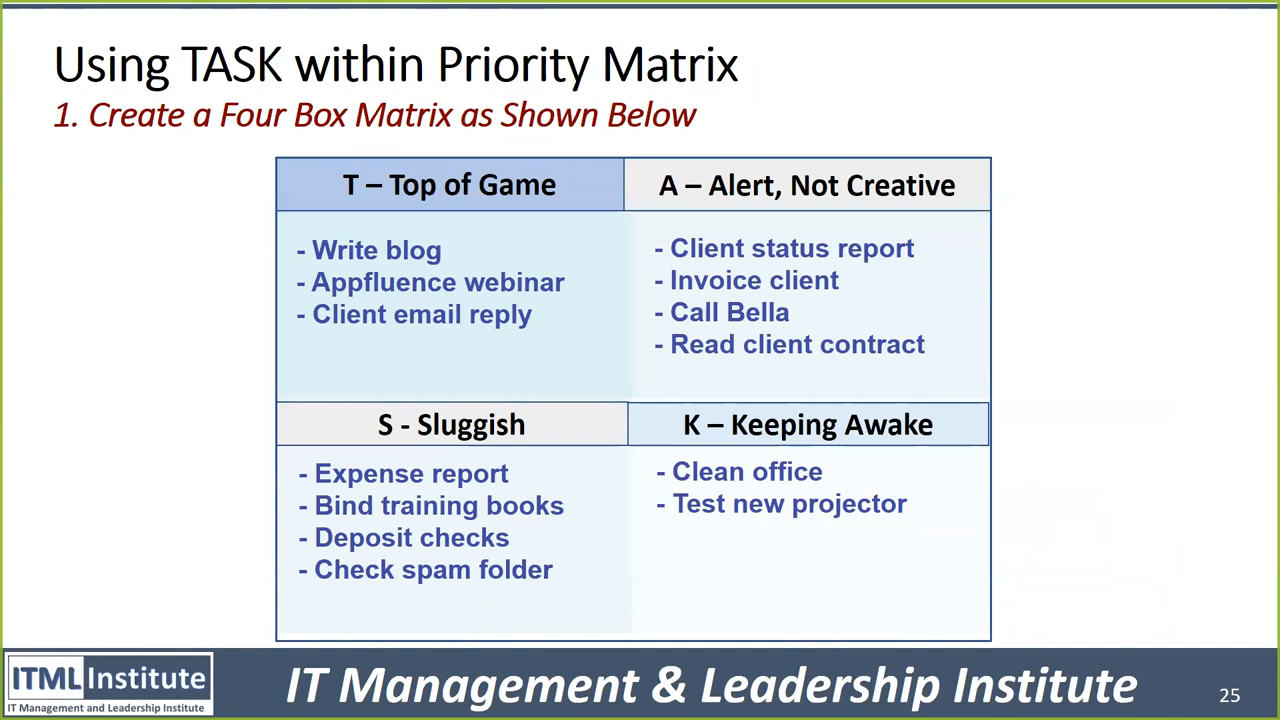 Using TASK within Priority Matrix
1. Create a Four Box Matrix as Shown Below
T – Top of Game
- Write blog
- Appfluence webinar
- Client email reply
A – Alert, Not Creative
- Client status report
- Invoice client
- Call Bella
- Read client contract
S - Sluggish
- Expense report
- Bind training books
- Deposit checks
- Check spam folder
K – Keeping Awake
- Clean office
- Test new projector
ITML Institute
IT Management and Leadership Institute
IT Management & Leadership Institute
25